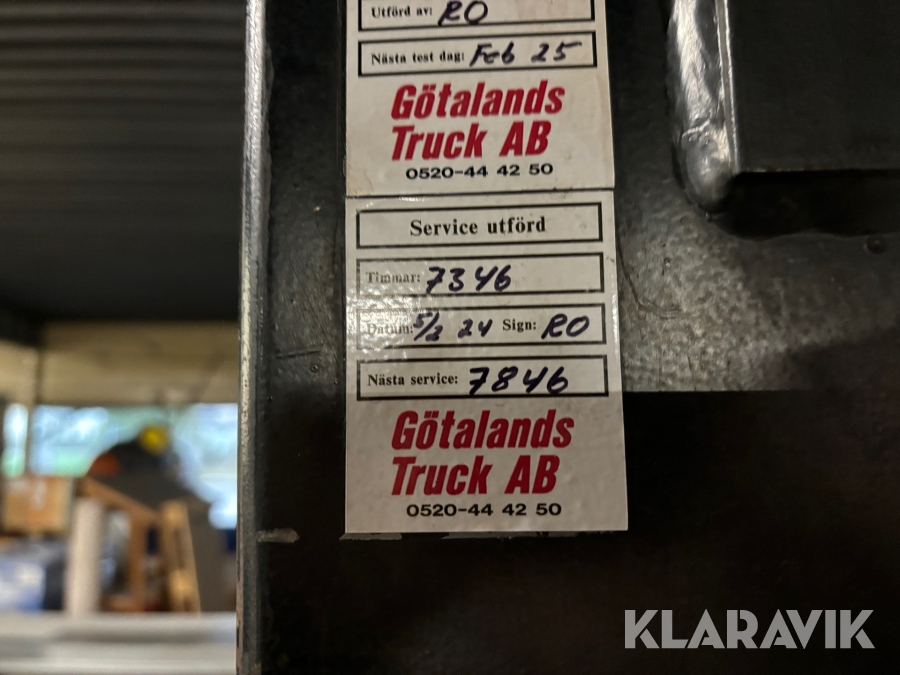 Utförd av: RO
Nästa test dag: Feb 25
Götalands
Truck AB
0520-44 42 50
Service utförd
Timmar: 7346
Datum: 5/2 24 Sign: RO
Nästa service: 7846
Götalands
Truck AB
0520-44 42 50
KLARAVIK